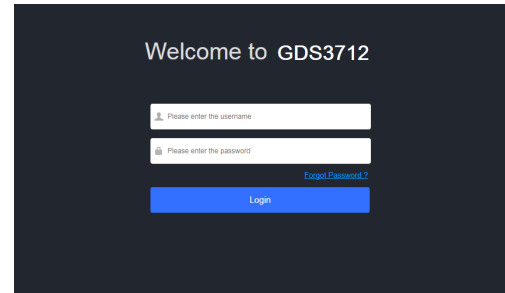 Welcome to GDS3712
Please enter the username
Please enter the password
Forgot Password ?
Login